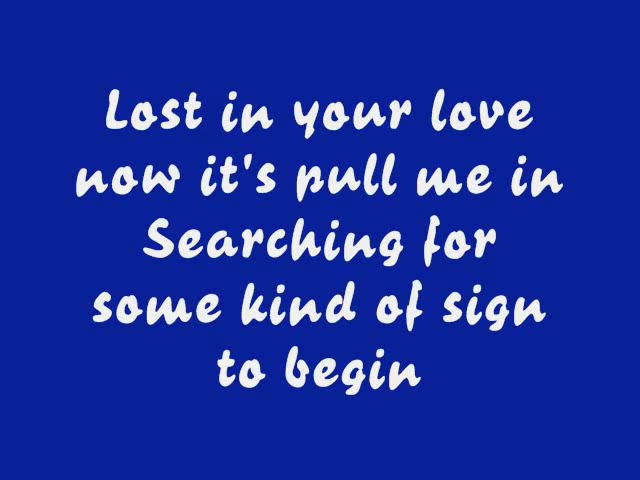 Lost in your love
now it's pull me in
Searching for
some kind of sign
to begin